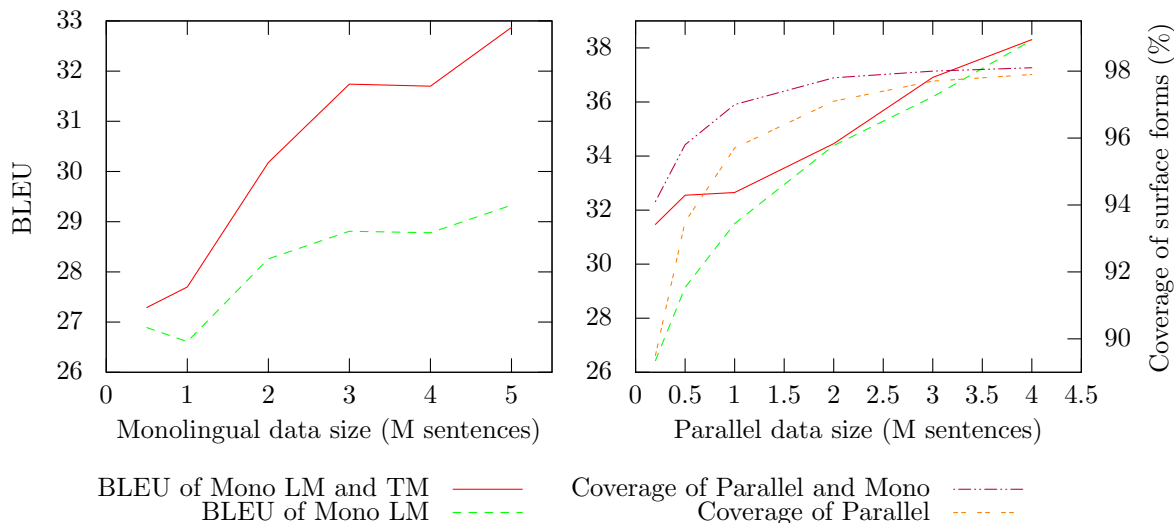 33
32
31
30
29
28
27
26
BLEU
0 1 2 3 4 5
Monolingual data size (M sentences)
38
36
34
32
30
28
26
98
96
94
92
90
Coverage of surface forms (%)
0 0.5 1 1.5 2 2.5 3 3.5 4 4.5
Parallel data size (M sentences)
BLEU of Mono LM and TM
BLEU of Mono LM
Coverage of Parallel and Mono
Coverage of Parallel